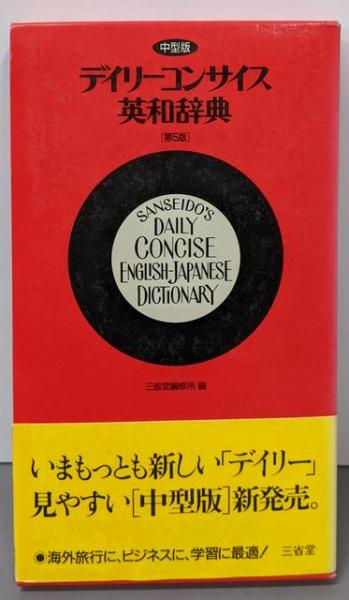 中型版
デイリーコンサイス
英和辞典
[第5版]
SANSEIDO'S
DAILY
CONCISE
ENGLISH-JAPANESE
DICTIONARY
三省堂編修所 編
いまもっとも新しい「デイリー」
見やすい[中型版]新発売。
●海外旅行に、ビジネスに、学習に最適!
三省堂